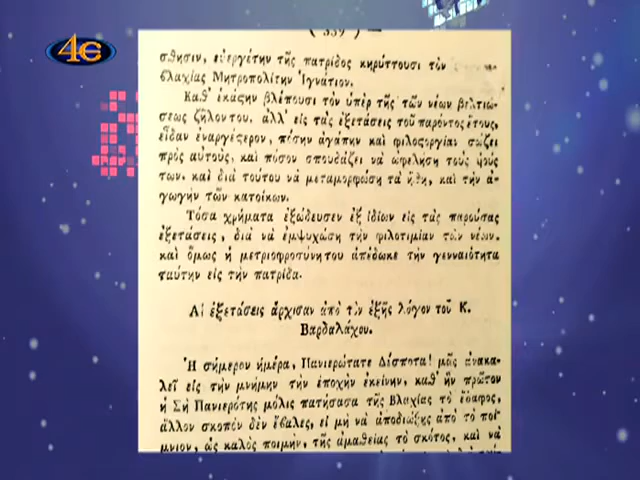 4Ε
( 339 )
σθησιν, εὐεργέτην τῆς πατρίδος κηρύττουσι τὸν
βλαχίας Μητροπολίτην Ἰγνάτιον.
Καθ' ἑκάστην βλέπουσι τὸν ὑπὲρ τῆς τῶν νέων βελτιώ-
σεως ζῆλον του, ἀλλ' εἰς τὰς ἐξετάσεις τοῦ παρόντος ἔτους,
εἶδαν ἐναργέστερον, πόσην ἀγάπην καὶ φιλοστοργίαν σώζει
πρὸς αὐτοὺς, καὶ πόσον σπουδάζει νὰ ὠφελήσῃ τοὺς υἱούς
των, καὶ διὰ τούτου νὰ μεταμορφώσῃ τὰ ἤθη, καὶ τὴν ἀ-
γωγὴν τῶν κατοίκων.
Τόσα χρήματα ἐξώδευσεν ἐξ ἰδίων εἰς τὰς παρούσας
ἐξετάσεις, διὰ νὰ ἐμψυχώσῃ τὴν φιλοτιμίαν τῶν νέων,
καὶ ὅμως ἡ μετριοφροσύνη του ἀπέδωκε τὴν γενναιότητα
ταύτην εἰς τὴν πατρίδα.
Αἱ ἐξετάσεις ἄρχισαν ἀπὸ τὸν ἑξῆς λόγον τοῦ Κ.
Βαρδαλάχου.
Ἡ σήμερον ἡμέρα, Πανιερώτατε Δέσποτα! μᾶς ἀνακα-
λεῖ εἰς τὴν μνήμην τὴν ἐποχὴν ἐκείνην, καθ' ἣν πρῶτον
ἡ Σὴ Πανιερότης μόλις πατήσασα τῆς Βλαχίας τὸ ἔδαφος,
ἄλλον σκοπὸν δὲν ἔβαλες, εἰ μὴ νὰ ἀποδιώξῃς ἀπὸ τὸ ποί-
μνιον, ὡς καλὸς ποιμὴν, τῆς ἀμαθείας τὸ σκότος, καὶ νὰ